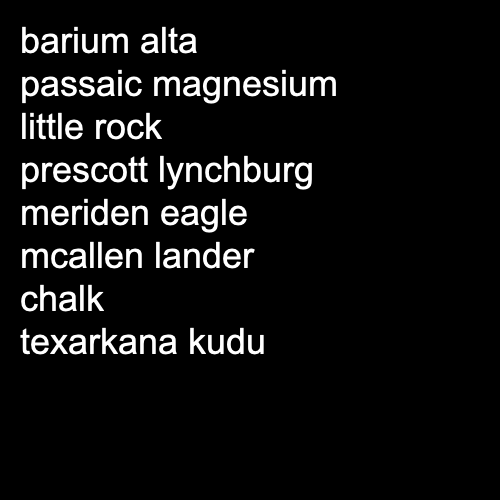 barium alta
passaic magnesium
little rock
prescott lynchburg
meriden eagle
mcallen lander
chalk
texarkana kudu